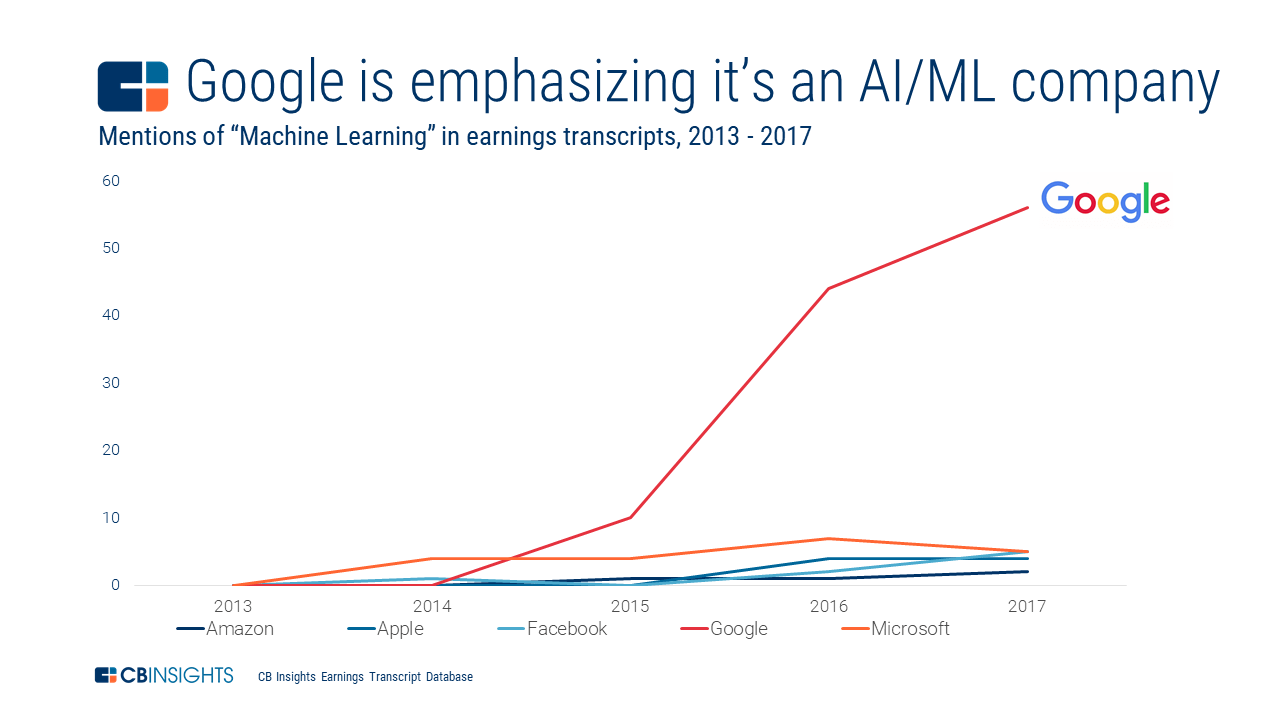 Google is emphasizing it’s an AI/ML company
Mentions of “Machine Learning” in earnings transcripts, 2013 - 2017
60
Google
50
40
30
20
10
0
2013 2014 2015 2016 2017
Amazon Apple Facebook Google Microsoft
CBINSIGHTS CB Insights Earnings Transcript Database